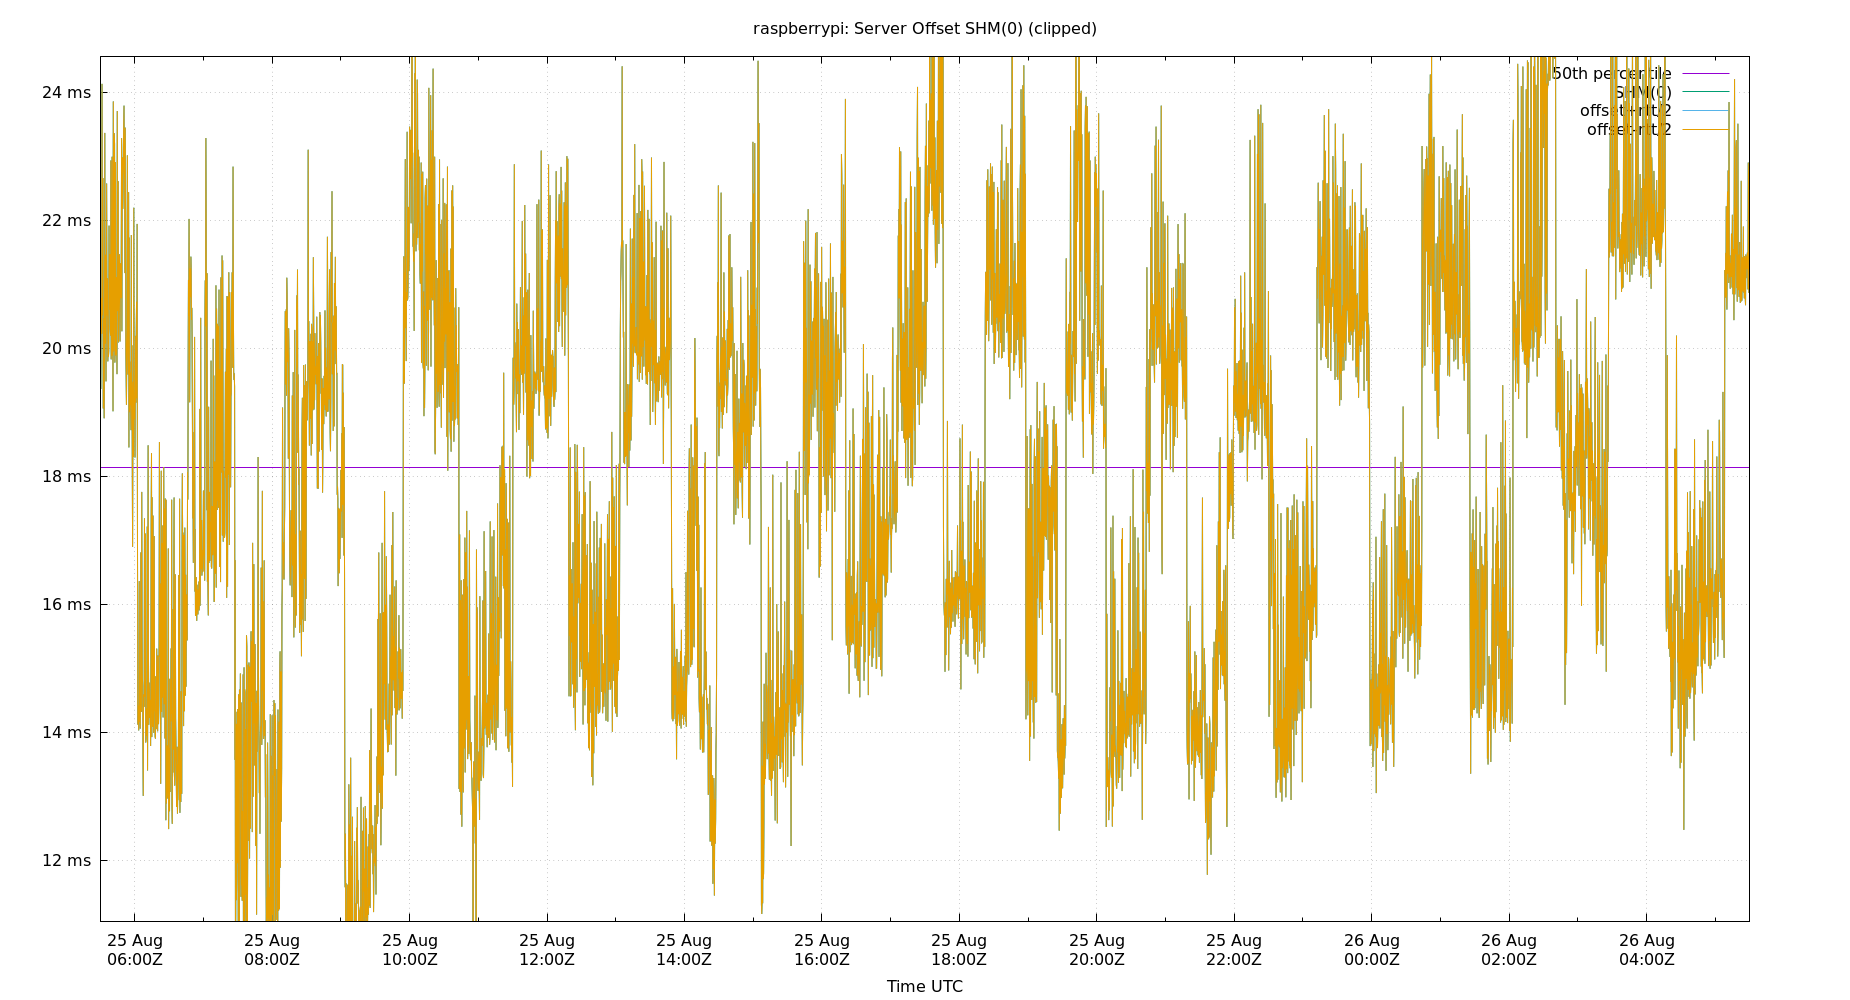 raspberrypi: Server Offset SHM(0) (clipped)
50th percentile
SHM(0)
offset+rtt/2
offset-rtt/2
24 ms
22 ms
20 ms
18 ms
16 ms
14 ms
12 ms
25 Aug 25 Aug 25 Aug 25 Aug 25 Aug 25 Aug 25 Aug 25 Aug 25 Aug 26 Aug 26 Aug 26 Aug
06:00Z 08:00Z 10:00Z 12:00Z 14:00Z 16:00Z 18:00Z 20:00Z 22:00Z 00:00Z 02:00Z 04:00Z
Time UTC